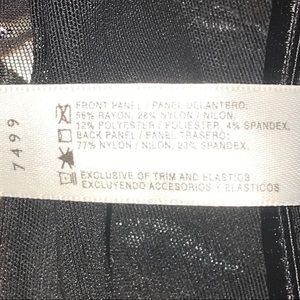 FRONT PANEL / PANEL DELANTERO:
56% RAYON, 28% NYLON / NILON,
12% POLYESTER / POLIESTER, 4% SPANDEX.
BACK PANEL / PANEL TRASERO:
77% NYLON / NILON, 23% SPANDEX.
EXCLUSIVE OF TRIM AND ELASTICS
EXCLUYENDO ACCESORIOS Y ELASTICOS
7499